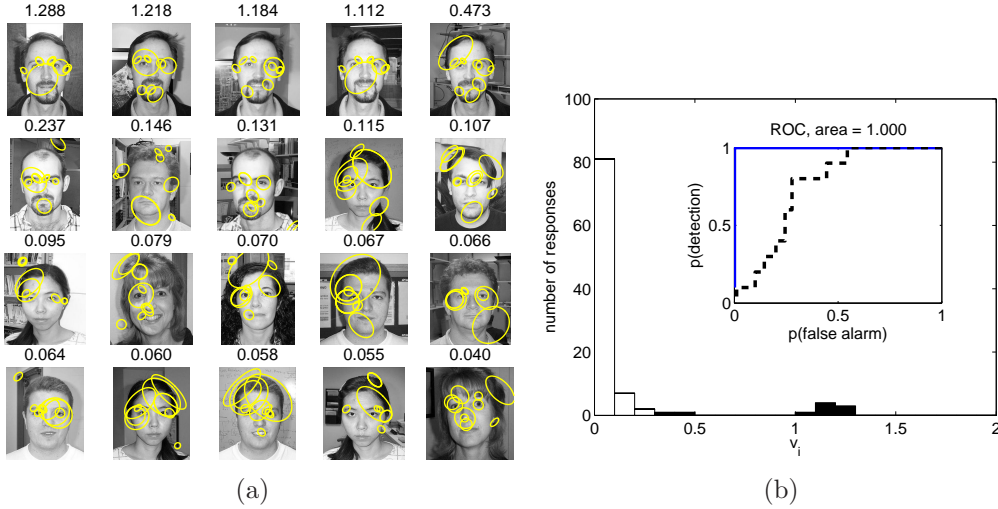 1.288 1.218 1.184 1.112 0.473
0.237 0.146 0.131 0.115 0.107
0.095 0.079 0.070 0.067 0.066
0.064 0.060 0.058 0.055 0.040
(a)
100
80
60
40
20
0
number of responses
0 0.5 1 1.5 2
v_i
ROC, area = 1.000
1
0.5
0
p(detection)
0 0.5 1
p(false alarm)
(b)